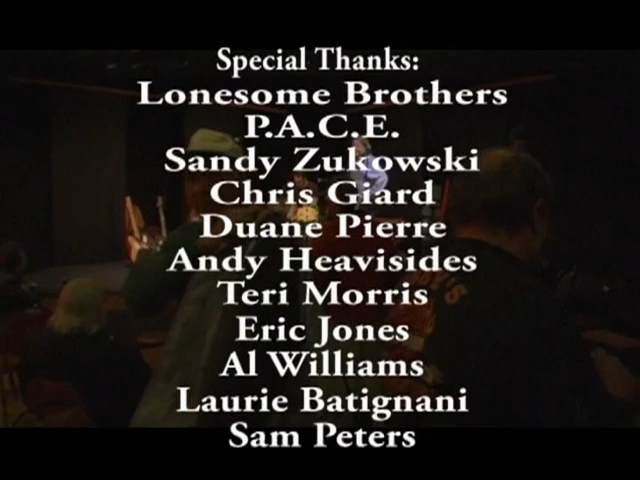 Special Thanks:
Lonesome Brothers
P.A.C.E.
Sandy Zukowski
Chris Giard
Duane Pierre
Andy Heavisides
Teri Morris
Eric Jones
Al Williams
Laurie Batignani
Sam Peters